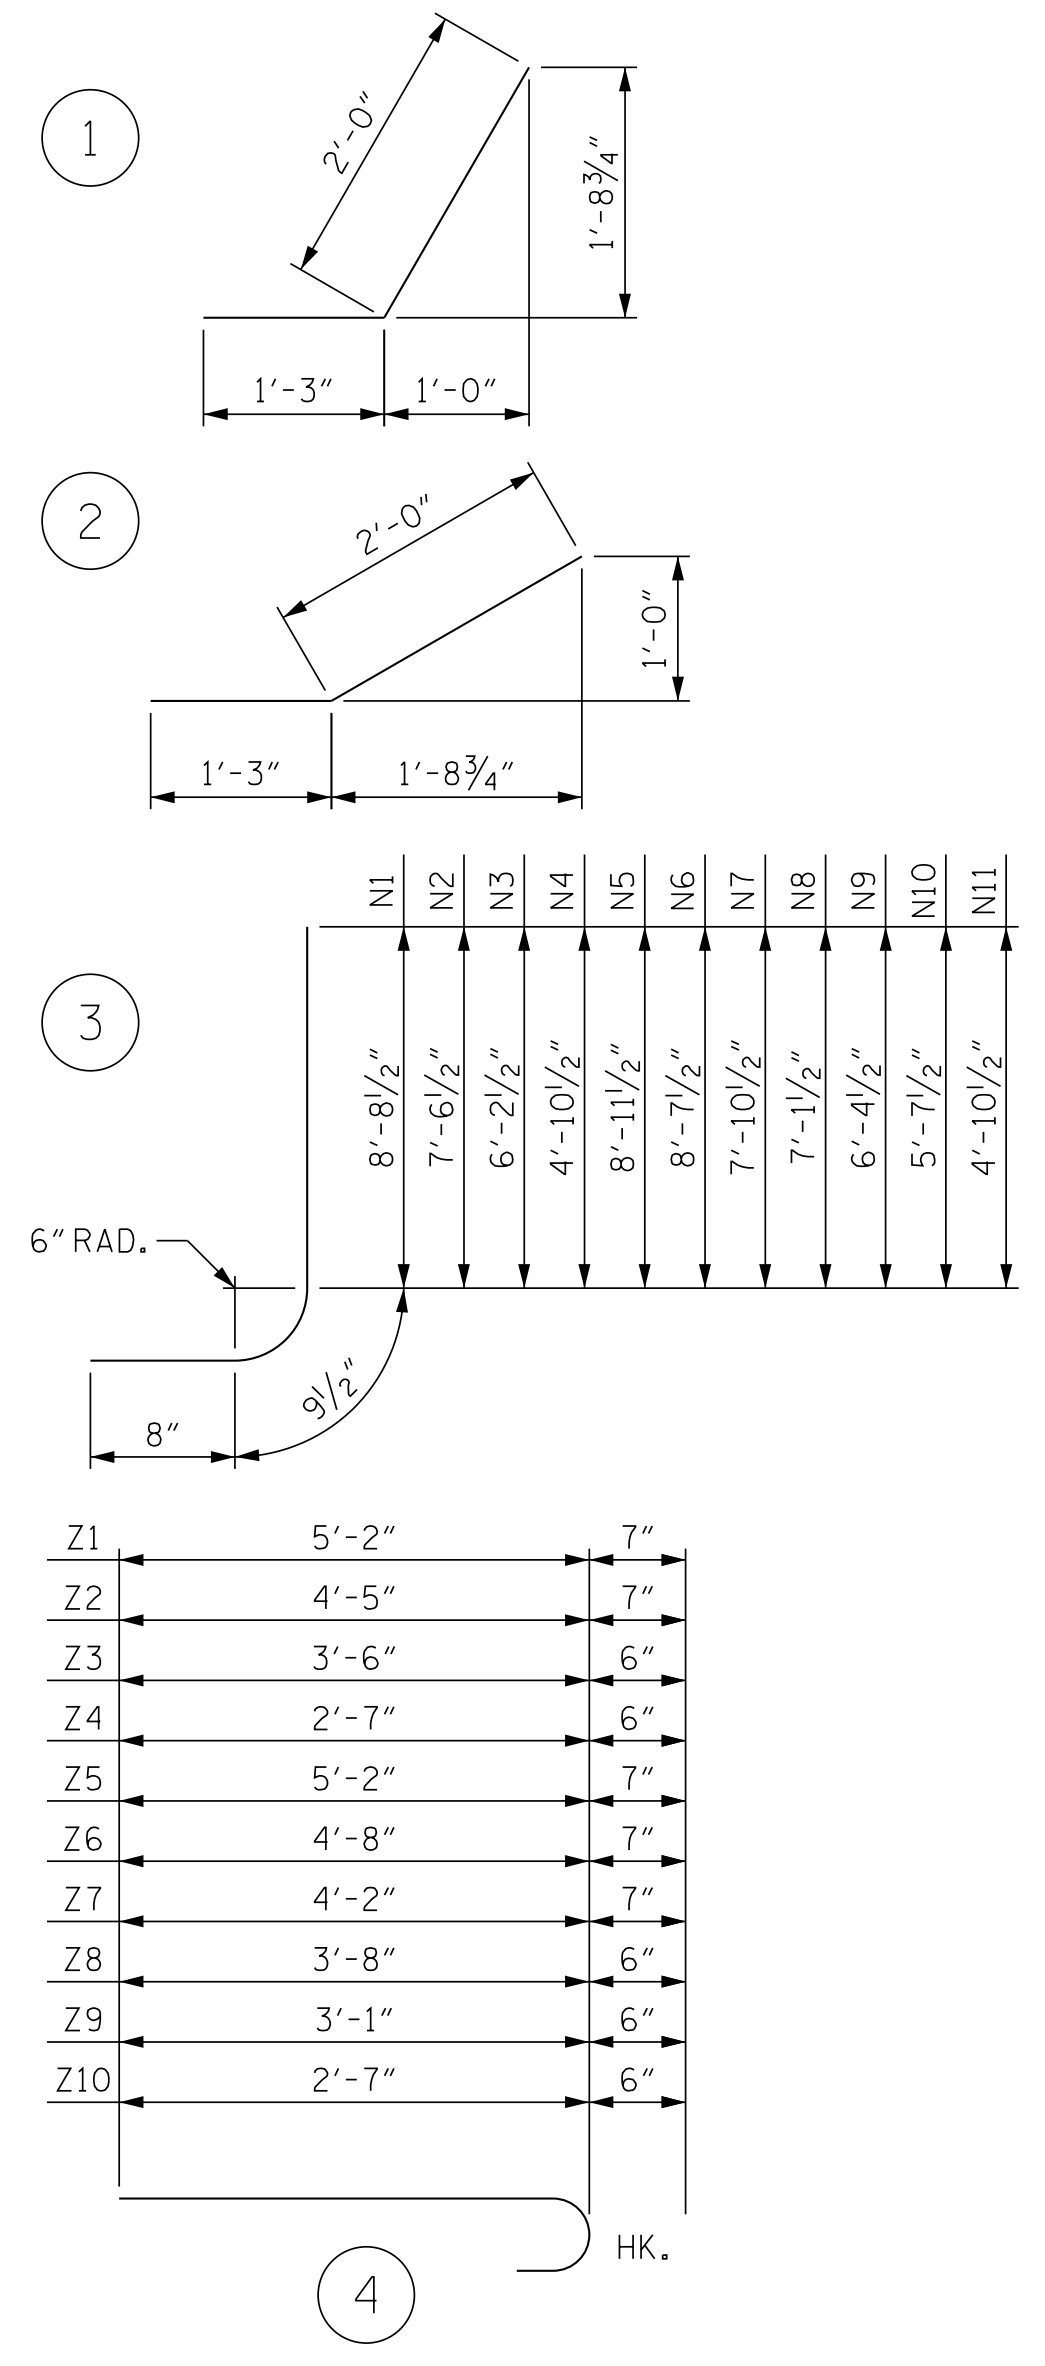 1
2'-0"
1'-8¾"
1'-3"
1'-0"
2
2'-0"
1'-0"
1'-3"
1'-8¾"
N1 N2 N3 N4 N5 N6 N7 N8 N9 N10 N11
3
8'-8½" 7'-6½" 6'-2½" 4'-10½" 8'-11½" 8'-7½" 7'-10½" 7'-1½" 6'-4½" 5'-7½" 4'-10½"
6" RAD.
9½"
8"
Z1 5'-2" 7"
Z2 4'-5" 7"
Z3 3'-6" 6"
Z4 2'-7" 6"
Z5 5'-2" 7"
Z6 4'-8" 7"
Z7 4'-2" 7"
Z8 3'-8" 6"
Z9 3'-1" 6"
Z10 2'-7" 6"
HK.
4